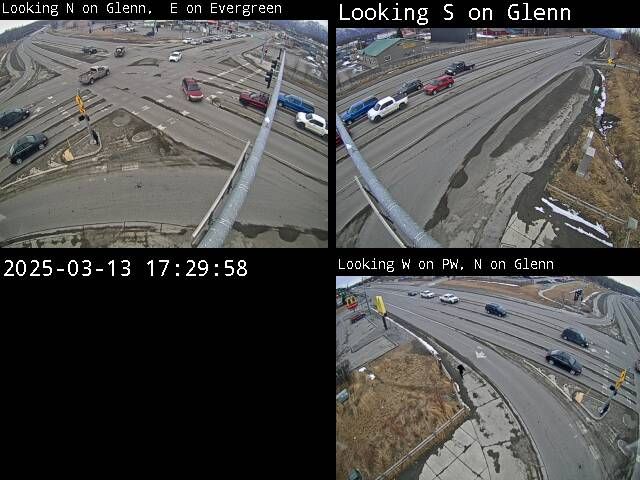 Looking N on Glenn,  E on Evergreen
Looking S on Glenn
2025-03-13 17:29:58
Looking W on PW, N on Glenn